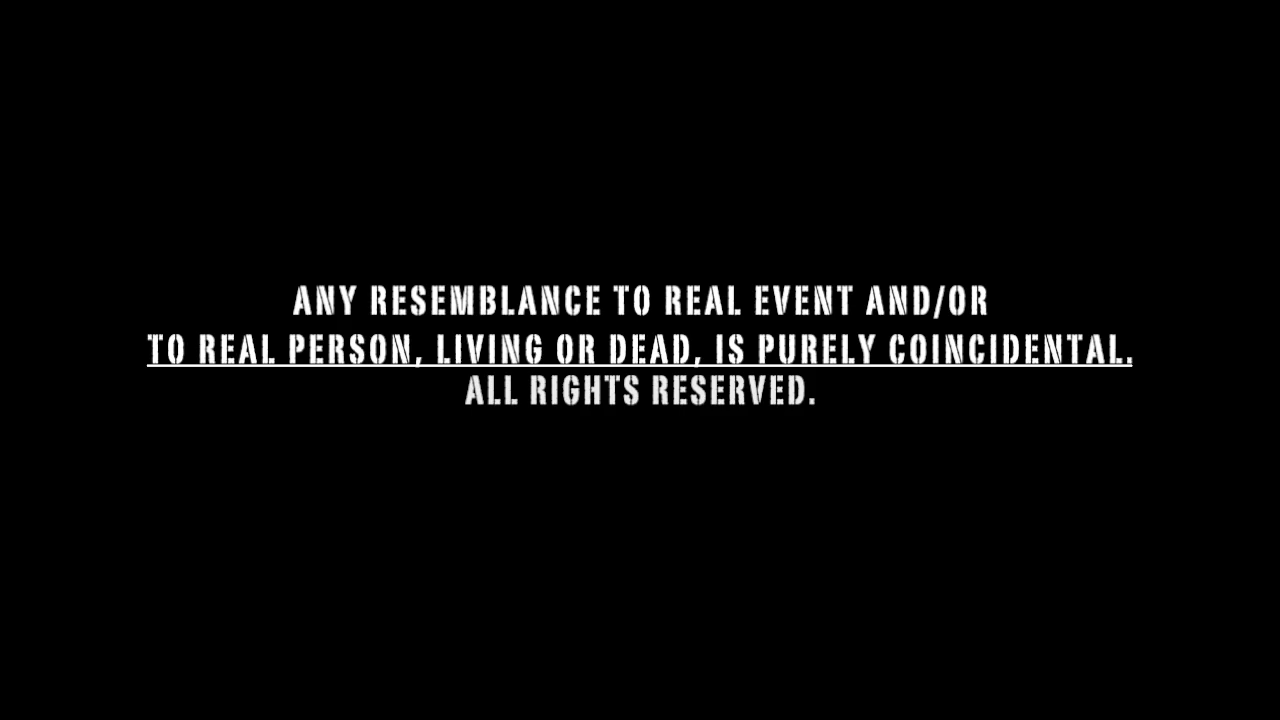 ANY RESEMBLANCE TO REAL EVENT AND/OR
TO REAL PERSON, LIVING OR DEAD, IS PURELY COINCIDENTAL.
ALL RIGHTS RESERVED.